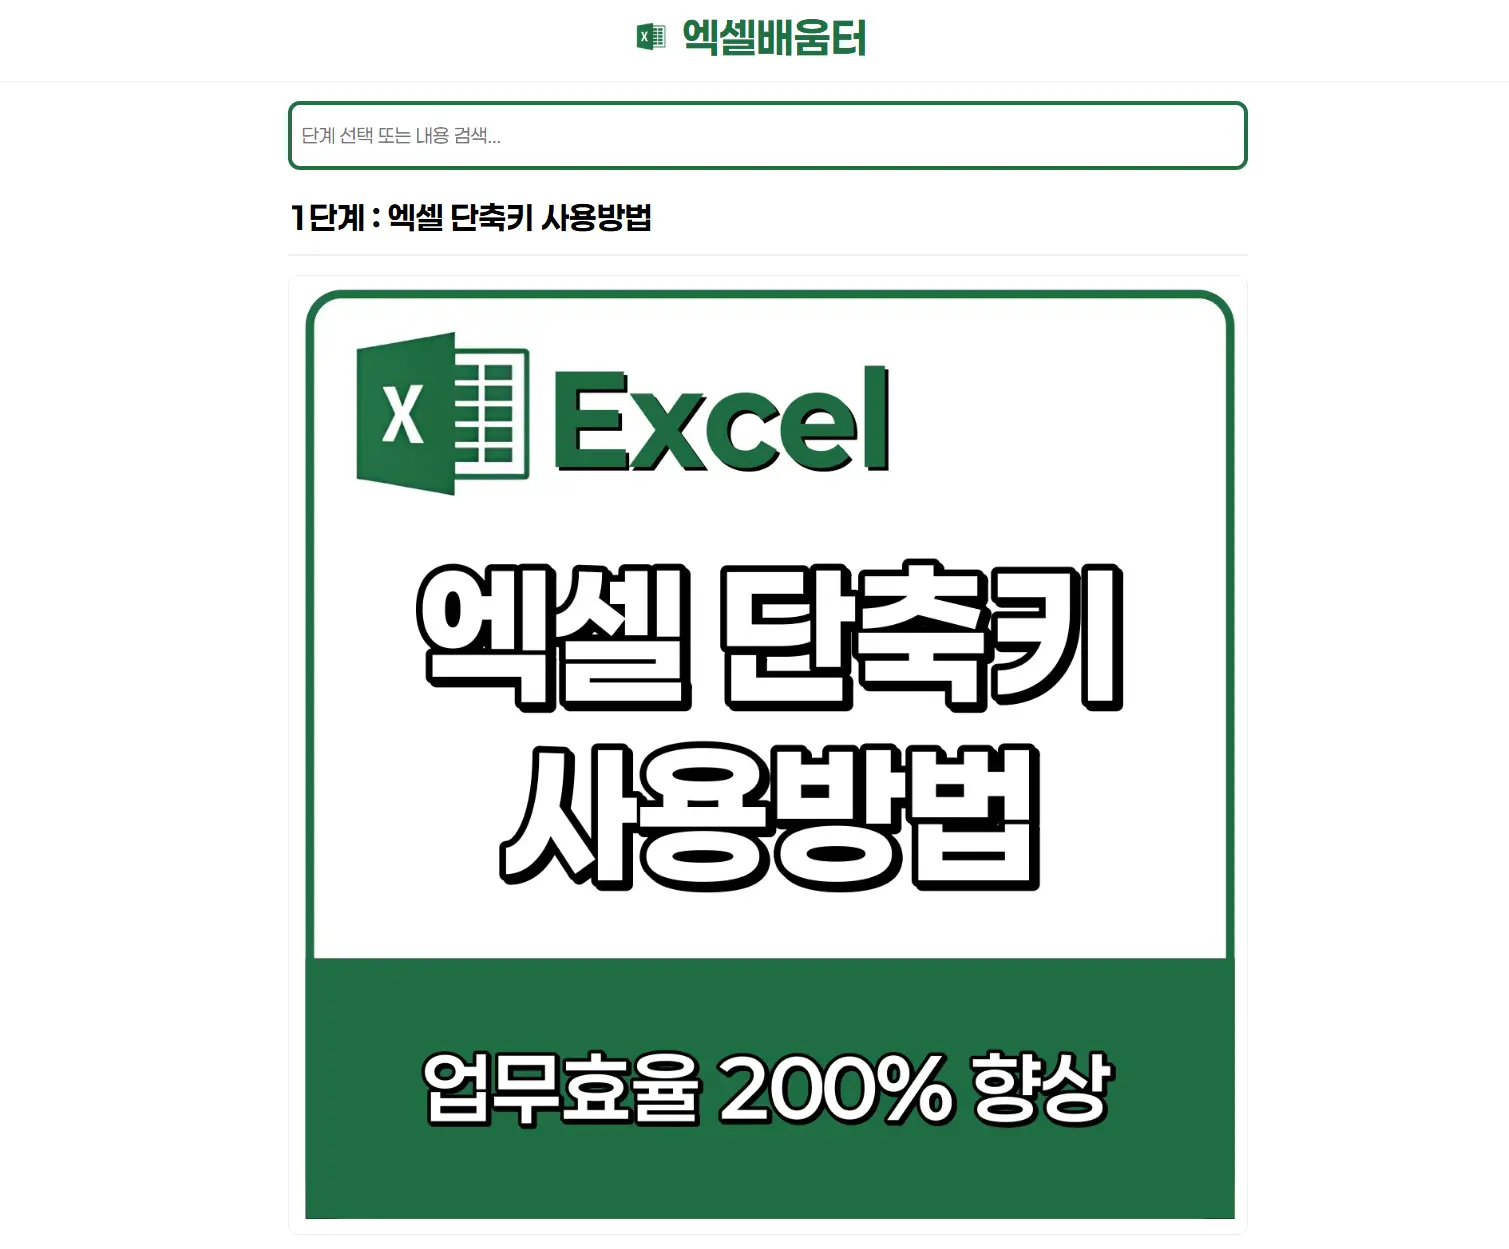 엑셀배움터
단계 선택 또는 내용 검색...
1단계 : 엑셀 단축키 사용방법
X Excel
엑셀 단축키
사용방법
업무효율 200% 향상